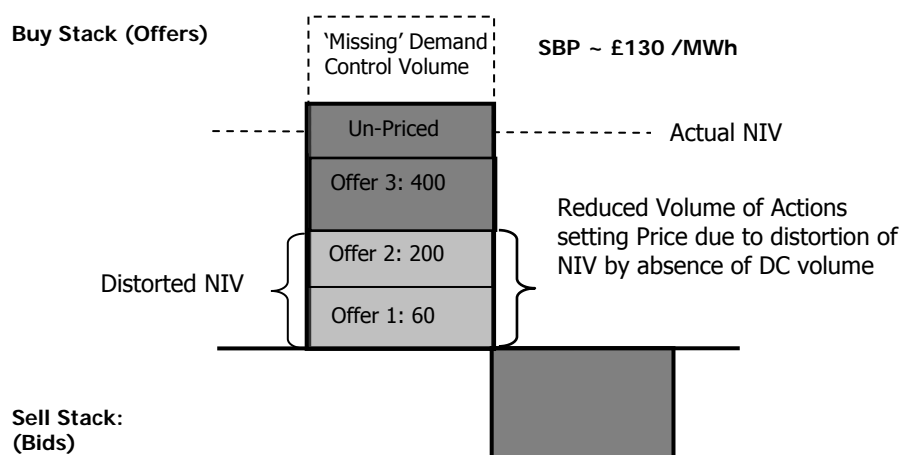 Buy Stack (Offers)
‘Missing’ Demand
Control Volume
SBP ~ £130 /MWh
Un-Priced
Actual NIV
Offer 3: 400
Reduced Volume of Actions
setting Price due to distortion of
NIV by absence of DC volume
Offer 2: 200
Distorted NIV
Offer 1: 60
Sell Stack:
(Bids)